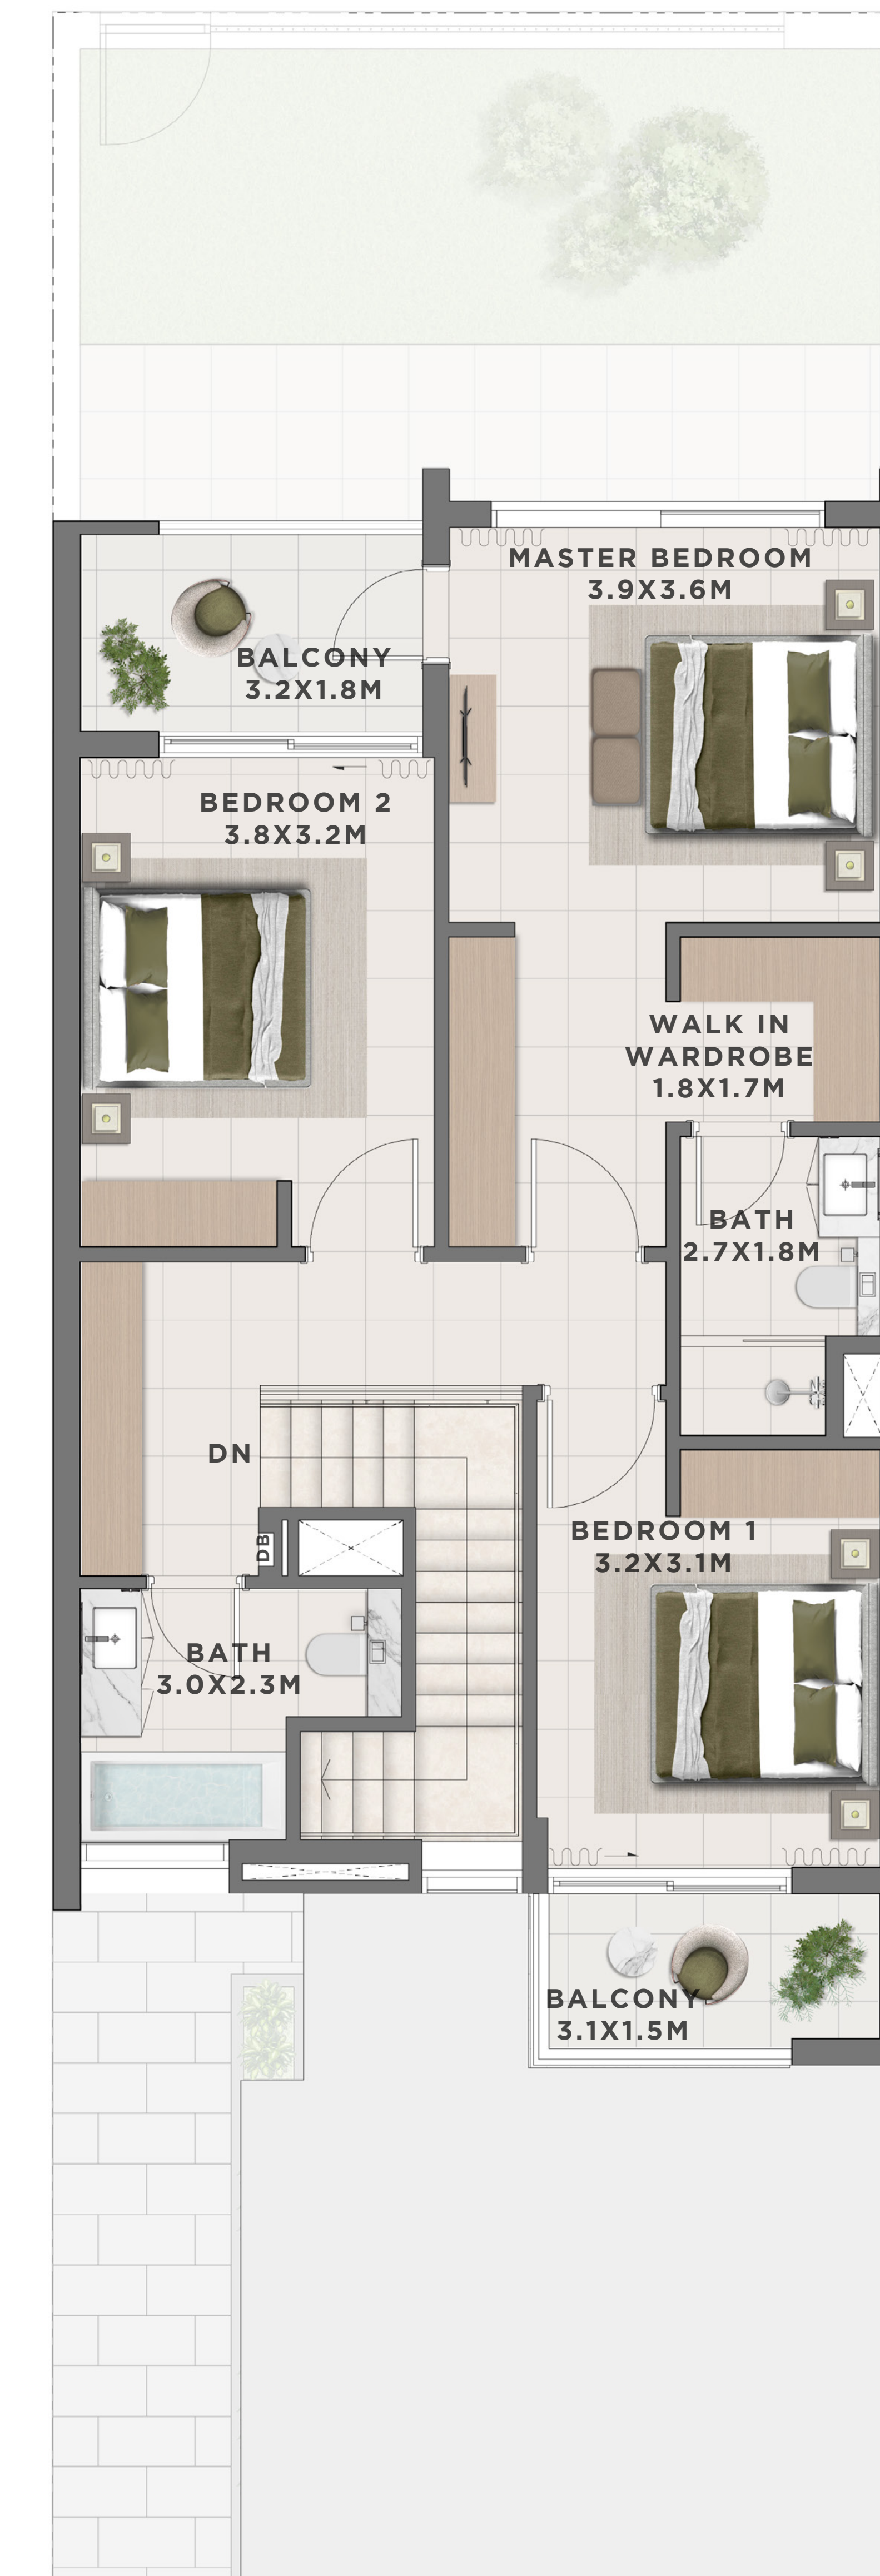 MASTER BEDROOM
3.9X3.6M
BALCONY
3.2X1.8M
BEDROOM 2
3.8X3.2M
WALK IN
WARDROBE
1.8X1.7M
BATH
2.7X1.8M
DN
DB
BEDROOM 1
3.2X3.1M
BATH
3.0X2.3M
BALCONY
3.1X1.5M